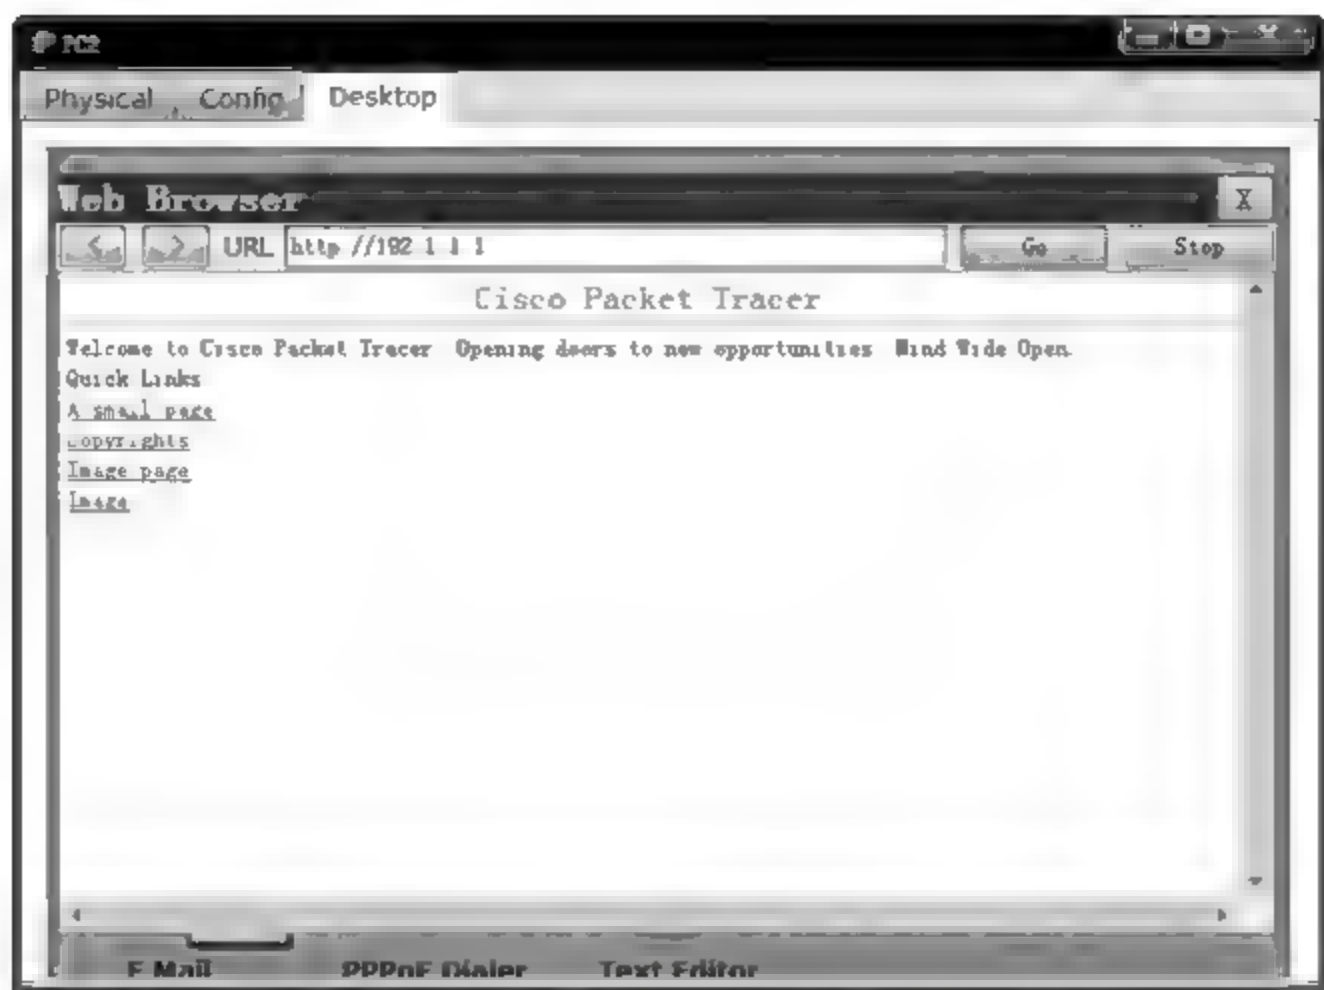 PC2
Physical Config Desktop
Web Browser X
< > URL http //192 1 1 1 Go Stop
Cisco Packet Tracer
Welcome to Cisco Packet Tracer Opening doors to new opportunities Mind Wide Open
Quick Links
A small page
Copyrights
Image page
Image
E Mail PPPoE Dialer Text Editor